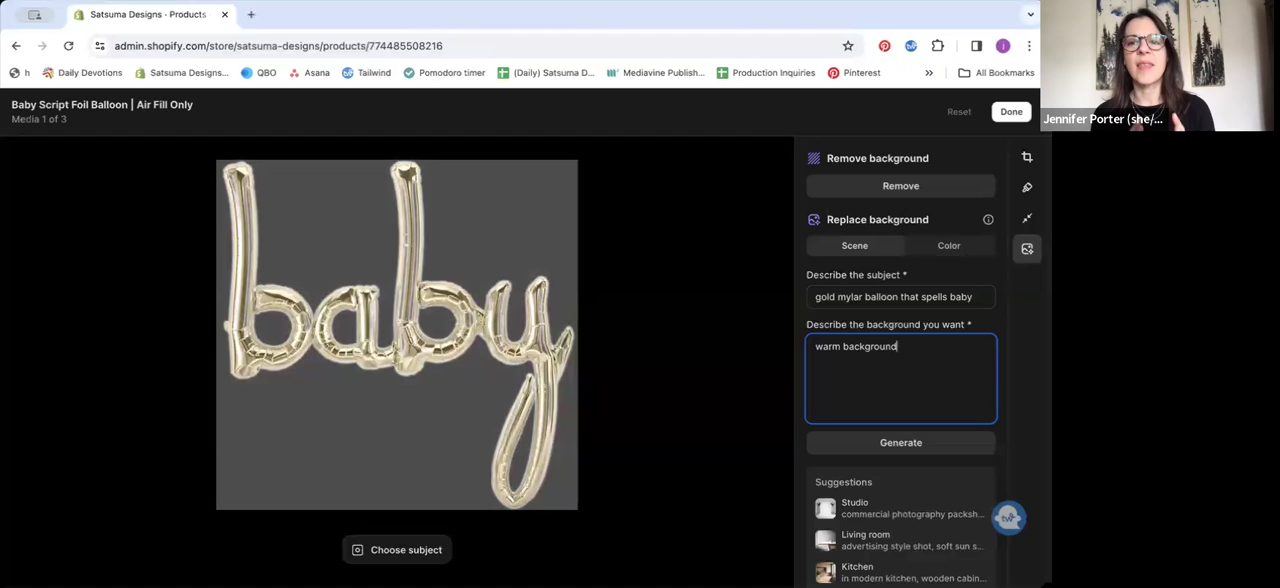 Satsuma Designs · Products
admin.shopify.com/store/satsuma-designs/products/774485508216
h
Daily Devotions
Satsuma Designs...
QBO
Asana
Tailwind
Pomodoro timer
(Daily) Satsuma D...
Mediavine Publish...
Production Inquiries
Pinterest
»
All Bookmarks
Jennifer Porter (she/...
Baby Script Foil Balloon | Air Fill Only
Media 1 of 3
Reset
Done
baby
Choose subject
Remove background
Remove
Replace background
Scene
Color
Describe the subject *
gold mylar balloon that spells baby
Describe the background you want *
warm background
Generate
Suggestions
Studio
commercial photography packsh...
Living room
advertising style shot, soft sun s...
Kitchen
in modern kitchen, wooden cabin...